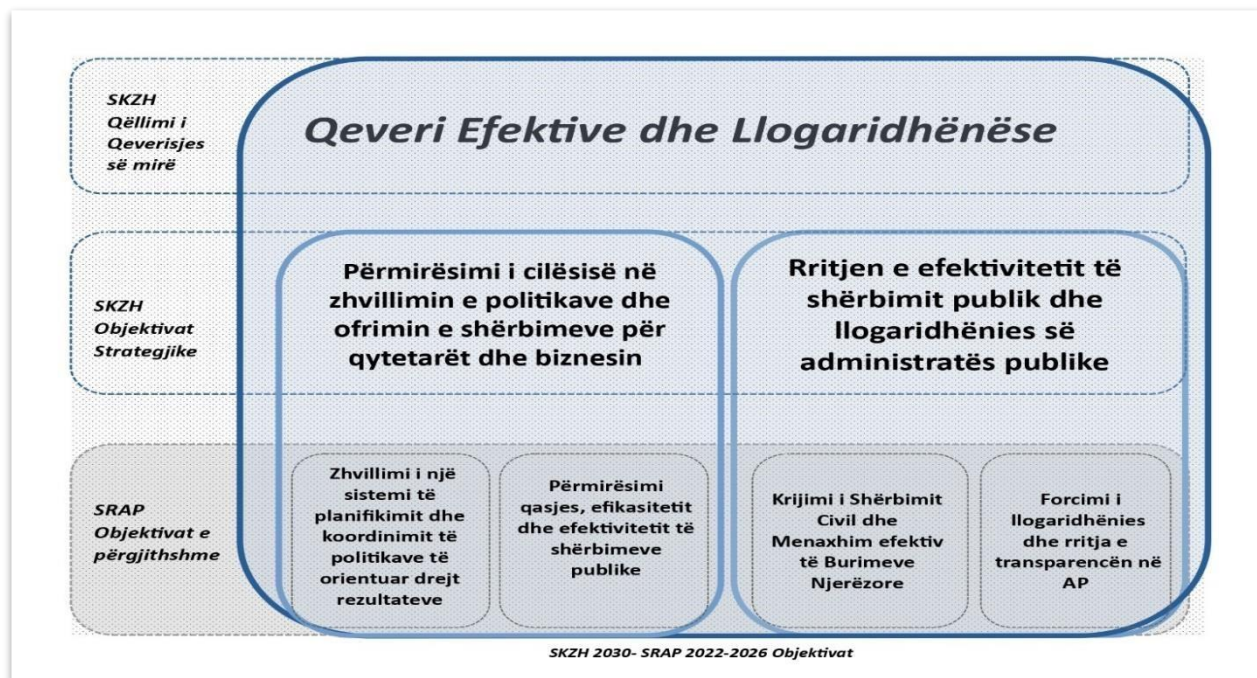 SKZH
Qëllimi i
Qeverisjes
së mirë
Qeveri Efektive dhe Llogaridhënëse
SKZH
Objektivat
Strategjike
Përmirësimi i cilësisë në
zhvillimin e politikave dhe
ofrimin e shërbimeve për
qytetarët dhe biznesin
Rritjen e efektivitetit të
shërbimit publik dhe
llogaridhënies së
administratës publike
SRAP
Objektivat e
përgjithshme
Zhvillimi i një
sistemi të
planifikimit dhe
koordinimit të
politikave të
orientuar drejt
rezultateve
Përmirësimi
qasjes, efikasitetit
dhe efektivitetit të
shërbimeve
publike
Krijimi i Shërbimit
Civil dhe
Menaxhim efektiv
të Burimeve
Njerëzore
Forcimi i
llogaridhënies
dhe rritja e
transparencën në
AP
SKZH 2030- SRAP 2022-2026 Objektivat